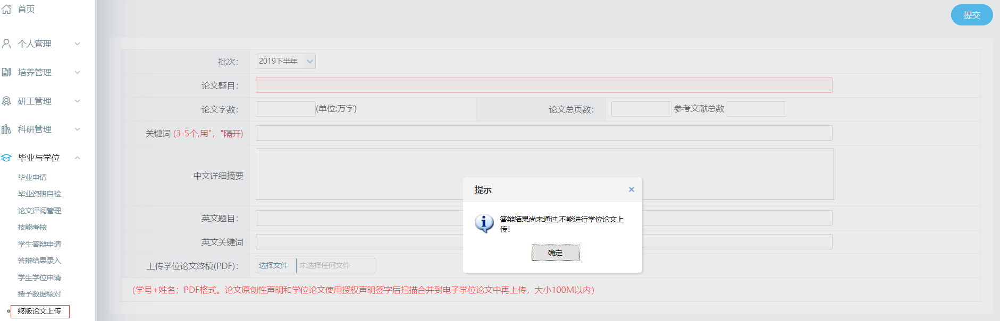 首页
个人管理
培养管理
研工管理
科研管理
毕业与学位
毕业申请
毕业资格自检
论文评阅管理
技能考核
学生答辩申请
答辩结果录入
学生学位申请
授予数据核对
终版论文上传
提交
批次： 2019下半年
论文题目：
论文字数： (单位:万字) 论文总页数： 参考文献总数
关键词 (3-5个,用"，"隔开)
中文详细摘要
英文题目：
英文关键词
上传学位论文终稿(PDF)： 选择文件 未选择任何文件
(学号+姓名；PDF格式。论文原创性声明和学位论文使用授权声明签字后扫描合并到电子学位论文中再上传，大小100M以内)
提示
答辩结果尚未通过,不能进行学位论文上
传!
确定